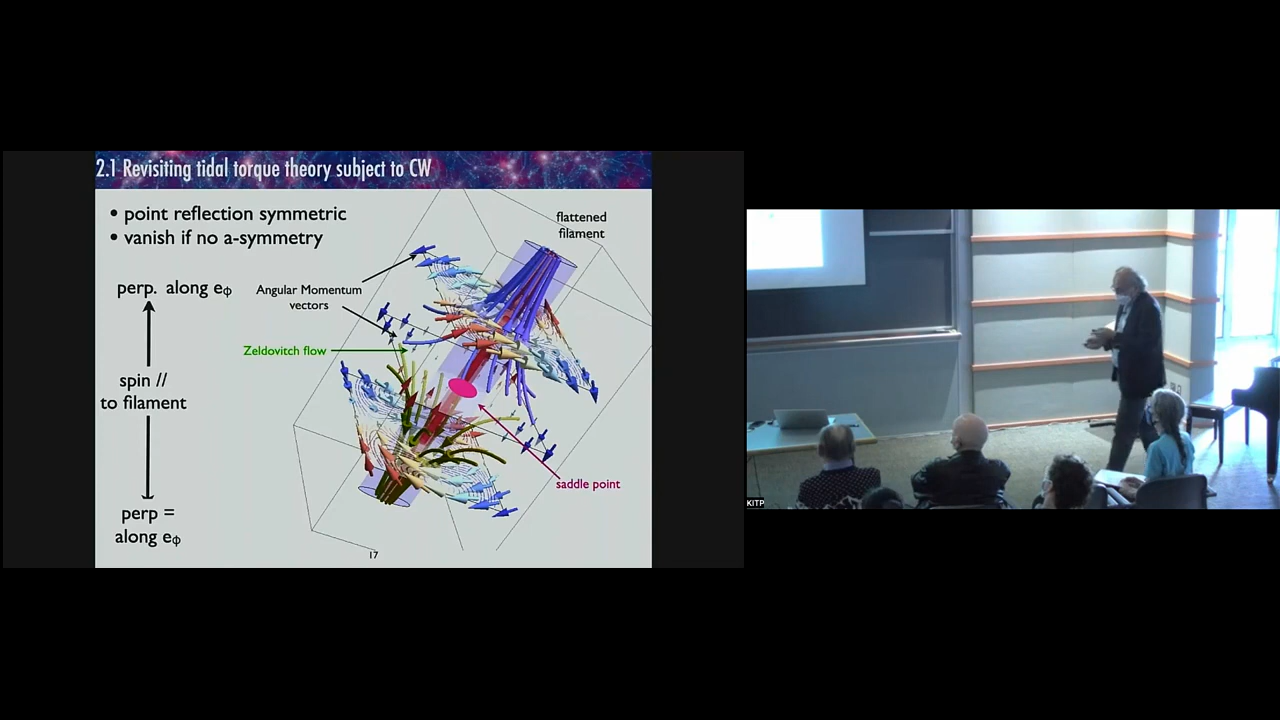 2.1 Revisiting tidal torque theory subject to CW
• point reflection symmetric
• vanish if no a-symmetry
flattened
filament
perp. along eϕ
Angular Momentum
vectors
Zeldovitch flow
spin //
to filament
saddle point
perp =
along eϕ
17
KITP